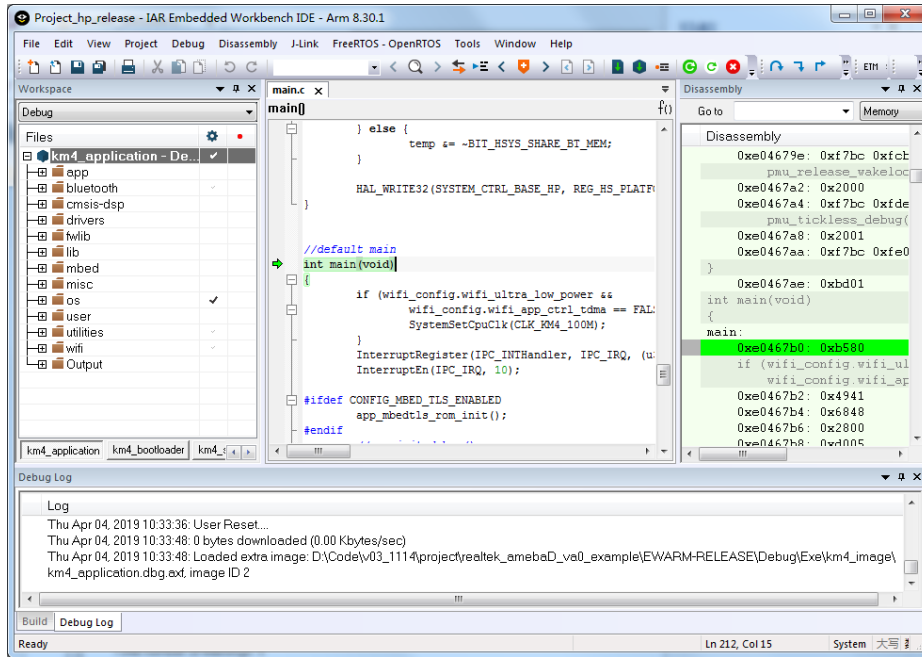 Project_hp_release - IAR Embedded Workbench IDE - Arm 8.30.1
File Edit View Project Debug Disassembly J-Link FreeRTOS - OpenRTOS Tools Window Help
ETM
Workspace
Debug
Files
km4_application - De...
app
bluetooth
cmsis-dsp
drivers
fwlib
lib
mbed
misc
os
user
utilities
wifi
Output
km4_application km4_bootloader km4_s
main.c x
main() f()
} else {
temp &= ~BIT_HSYS_SHARE_BT_MEM;
}
HAL_WRITE32(SYSTEM_CTRL_BASE_HP, REG_HS_PLATF
}
//default main
int main(void)
{
if (wifi_config.wifi_ultra_low_power &&
wifi_config.wifi_app_ctrl_tdma == FAL
SystemSetCpuClk(CLK_KM4_100M);
}
InterruptRegister(IPC_INTHandler, IPC_IRQ, (u
InterruptEn(IPC_IRQ, 10);
#ifdef CONFIG_MBED_TLS_ENABLED
app_mbedtls_rom_init();
#endif
Disassembly
Go to Memory
Disassembly
0xe04679e: 0xf7bc 0xfcb
pmu_release_wakeloc
0xe0467a2: 0x2000
0xe0467a4: 0xf7bc 0xfde
pmu_tickless_debug(
0xe0467a8: 0x2001
0xe0467aa: 0xf7bc 0xfe0
}
0xe0467ae: 0xbd01
int main(void)
{
main:
0xe0467b0: 0xb580
if (wifi_config.wifi_ul
wifi_config.wifi_ap
0xe0467b2: 0x4941
0xe0467b4: 0x6848
0xe0467b6: 0x2800
0xe0467b8: 0xd005
Debug Log
Log
Thu Apr 04, 2019 10:33:36: User Reset....
Thu Apr 04, 2019 10:33:48: 0 bytes downloaded (0.00 Kbytes/sec)
Thu Apr 04, 2019 10:33:48: Loaded extra image: D:\Code\v03_1114\project\realtek_amebaD_va0_example\EWARM-RELEASE\Debug\Exe\km4_image\
km4_application.dbg.axf, image ID 2
Build Debug Log
Ready Ln 212, Col 15 System 大写